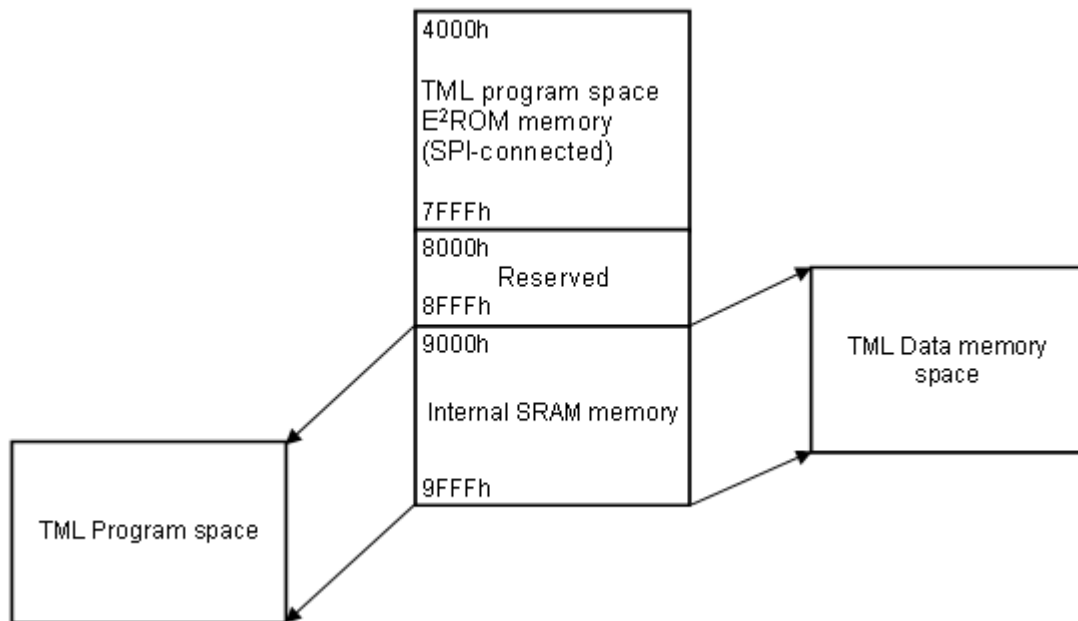 4000h
TML program space
E²ROM memory
(SPI-connected)
7FFFh
8000h
Reserved
8FFFh
9000h
Internal SRAM memory
9FFFh
TML Data memory
space
TML Program space